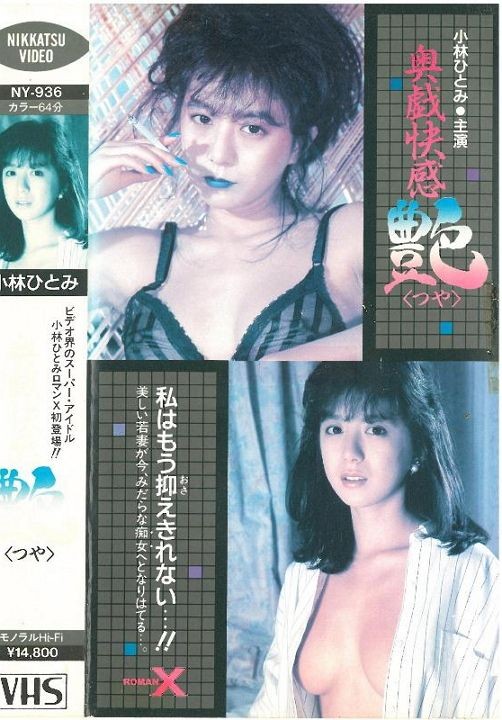 NIKKATSU
VIDEO
NY-936
カラー64分
小林ひとみ
ビデオ界のスーパー・アイドル
小林ひとみロマンX初登場!!
艶
〈つや〉
モノラルHi-Fi
¥14,800
VHS
小林ひとみ●主演
奥戯快感
艶
〈つや〉
私はもう抑えきれない…!!
おさ
美しい若妻が今、みだらな痴女へとなりはてる…。
ROMAN X